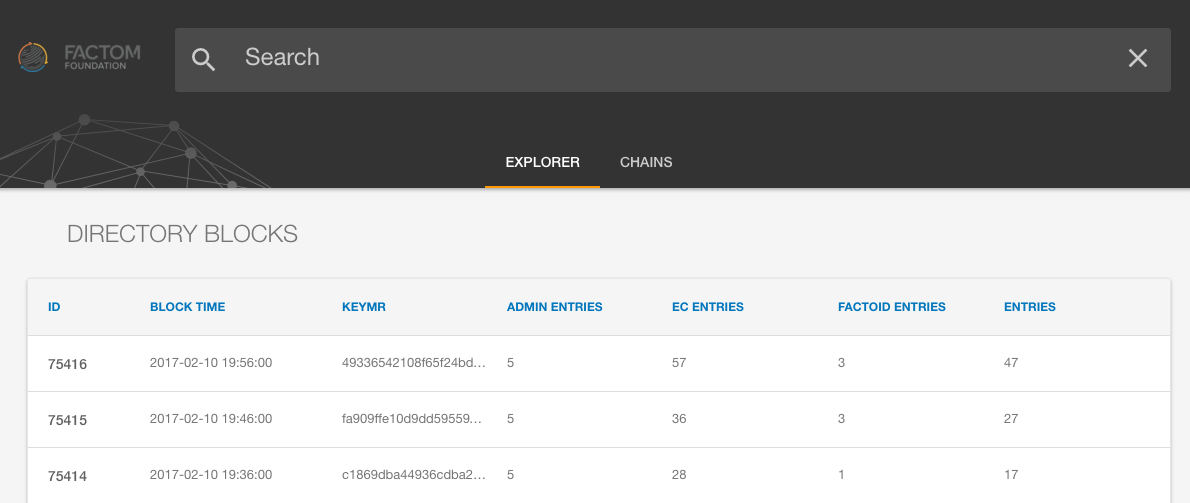 FACTOM
FOUNDATION
Search
EXPLORER CHAINS
DIRECTORY BLOCKS
ID BLOCK TIME KEYMR ADMIN ENTRIES EC ENTRIES FACTOID ENTRIES ENTRIES
75416 2017-02-10 19:56:00 49336542108f65f24bd... 5 57 3 47
75415 2017-02-10 19:46:00 fa909ffe10d9dd59559... 5 36 3 27
75414 2017-02-10 19:36:00 c1869dba44936cdba2... 5 28 1 17